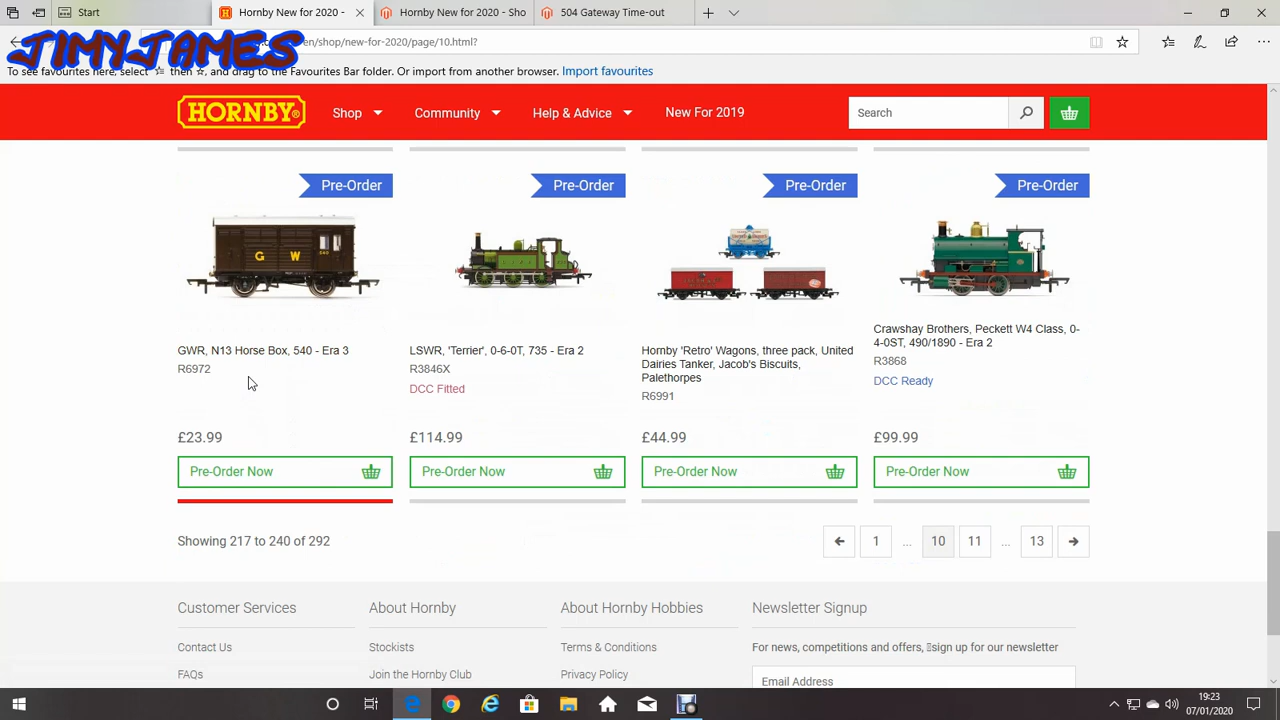 Start
Hornby New for 2020 -
Hornby New for 2020 - Sho
504 Gateway Time-out
JIMYJAMES
en/shop/new-for-2020/page/10.html?
To see favourites here, select ☆ then ☆, and drag to the Favourites Bar folder. Or import from another browser. Import favourites
HORNBY®
Shop
Community
Help & Advice
New For 2019
Search
Pre-Order
Pre-Order
Pre-Order
Pre-Order
G W
540
GWR, N13 Horse Box, 540 - Era 3
R6972
£23.99
Pre-Order Now
LSWR, 'Terrier', 0-6-0T, 735 - Era 2
R3846X
DCC Fitted
£114.99
Pre-Order Now
Hornby 'Retro' Wagons, three pack, United
Dairies Tanker, Jacob's Biscuits,
Palethorpes
R6991
£44.99
Pre-Order Now
Crawshay Brothers, Peckett W4 Class, 0-
4-0ST, 490/1890 - Era 2
R3868
DCC Ready
£99.99
Pre-Order Now
Showing 217 to 240 of 292
1 ... 10 11 ... 13
Customer Services
Contact Us
FAQs
About Hornby
Stockists
Join the Hornby Club
About Hornby Hobbies
Terms & Conditions
Privacy Policy
Newsletter Signup
For news, competitions and offers, sign up for our newsletter
Email Address
19:23
07/01/2020